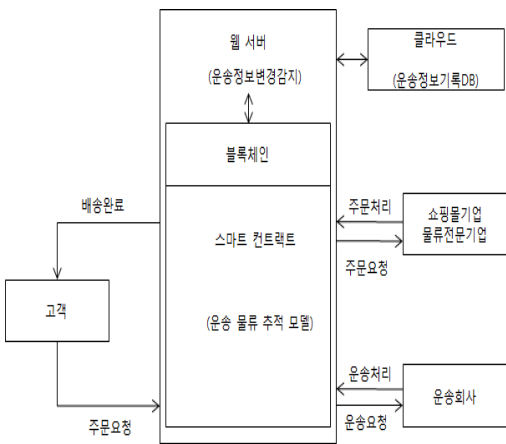 웹 서버
(운송정보변경감지)
클라우드
(운송정보기록DB)
블록체인
배송완료
스마트 컨트랙트
(운송 물류 추적 모델)
주문처리
쇼핑몰기업
물류전문기업
주문요청
고객
주문요청
운송처리
운송회사
운송요청